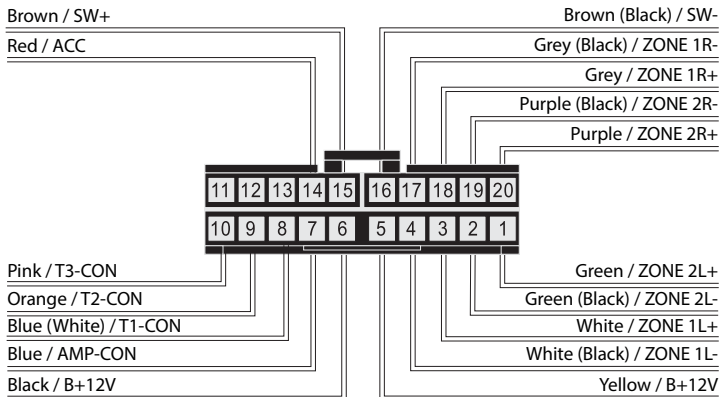 Brown / SW+
Red / ACC
Brown (Black) / SW-
Grey (Black) / ZONE 1R-
Grey / ZONE 1R+
Purple (Black) / ZONE 2R-
Purple / ZONE 2R+
11 12 13 14 15 16 17 18 19 20
10 9 8 7 6 5 4 3 2 1
Pink / T3-CON
Orange / T2-CON
Blue (White) / T1-CON
Blue / AMP-CON
Black / B+12V
Green / ZONE 2L+
Green (Black) / ZONE 2L-
White / ZONE 1L+
White (Black) / ZONE 1L-
Yellow / B+12V